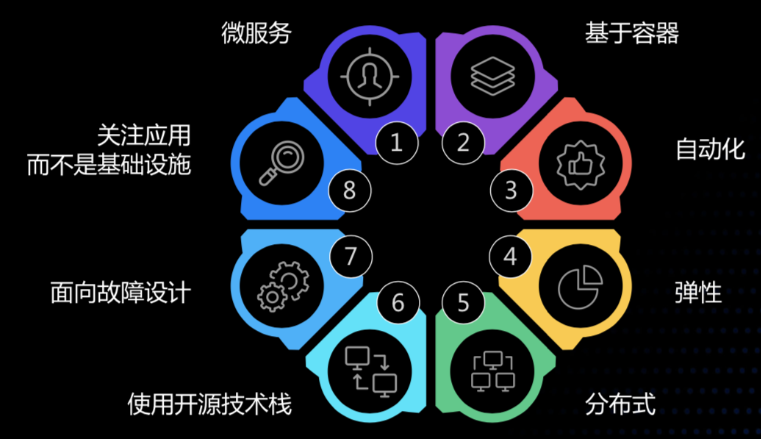 微服务
1
基于容器
2
自动化
3
弹性
4
分布式
5
使用开源技术栈
6
面向故障设计
7
关注应用
而不是基础设施
8